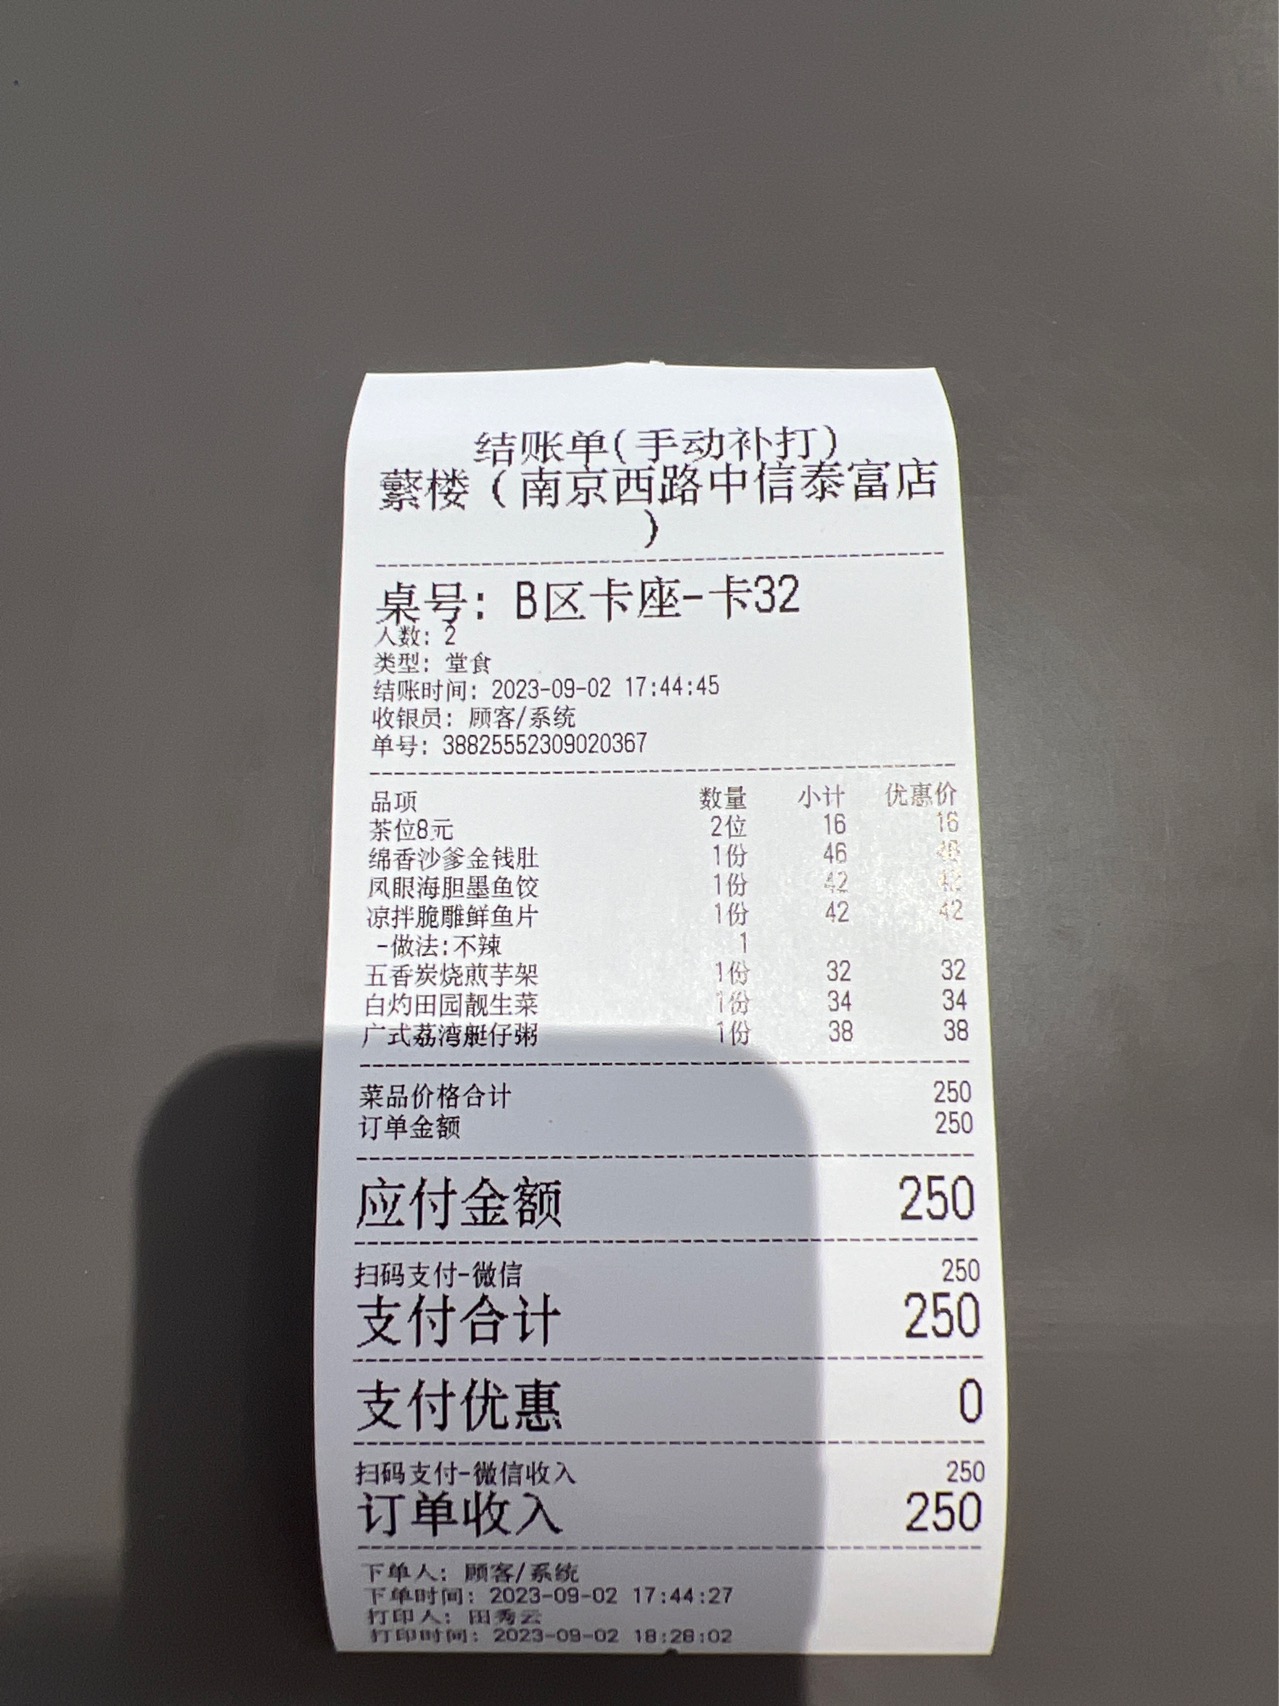 结账单(手动补打)
蘩楼（南京西路中信泰富店
）
桌号: B区卡座-卡32
人数: 2
类型: 堂食
结账时间: 2023-09-02 17:44:45
收银员: 顾客/系统
单号: 38825552309020367
品项 数量 小计 优惠价
茶位8元 2位 16 16
绵香沙爹金钱肚 1份 46 46
凤眼海胆墨鱼饺 1份 42 42
凉拌脆雕鲜鱼片 1份 42 42
-做法:不辣 1
五香炭烧煎芋架 1份 32 32
白灼田园靓生菜 1份 34 34
广式荔湾艇仔粥 1份 38 38
菜品价格合计 250
订单金额 250
应付金额 250
扫码支付-微信 250
支付合计 250
支付优惠 0
扫码支付-微信收入 250
订单收入 250
下单人: 顾客/系统
下单时间: 2023-09-02 17:44:27
打印人: 田秀云
打印时间: 2023-09-02 18:28:02